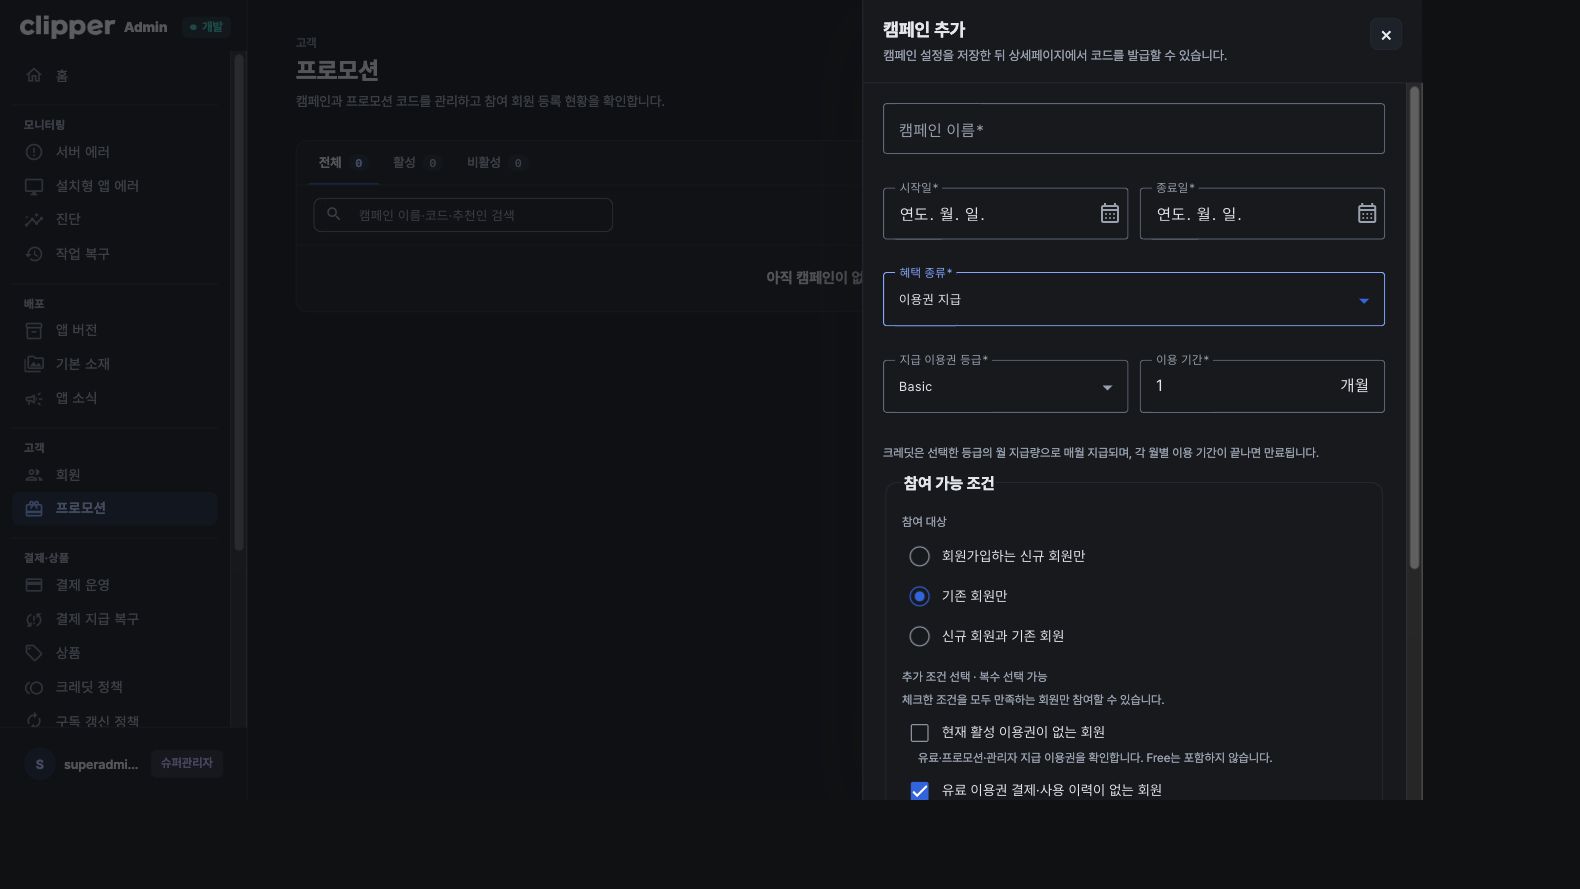 clipper Admin 개발
홈
모니터링
서버 에러
설치형 앱 에러
진단
작업 복구
배포
앱 버전
기본 소재
앱 소식
고객
회원
프로모션
결제·상품
결제 운영
결제 지급 복구
상품
크레딧 정책
구독 갱신 정책
S superadmi... 슈퍼관리자
고객
프로모션
캠페인과 프로모션 코드를 관리하고 참여 회원 등록 현황을 확인합니다.
전체 0 활성 0 비활성 0
캠페인 이름·코드·추천인 검색
아직 캠페인이 없
캠페인 추가
캠페인 설정을 저장한 뒤 상세페이지에서 코드를 발급할 수 있습니다.
캠페인 이름*
시작일* 종료일*
연도. 월. 일. 연도. 월. 일.
혜택 종류*
이용권 지급
지급 이용권 등급* 이용 기간*
Basic 1 개월
크레딧은 선택한 등급의 월 지급량으로 매월 지급되며, 각 월별 이용 기간이 끝나면 만료됩니다.
참여 가능 조건
참여 대상
회원가입하는 신규 회원만
기존 회원만
신규 회원과 기존 회원
추가 조건 선택 · 복수 선택 가능
체크한 조건을 모두 만족하는 회원만 참여할 수 있습니다.
현재 활성 이용권이 없는 회원
유료·프로모션·관리자 지급 이용권을 확인합니다. Free는 포함하지 않습니다.
유료 이용권 결제·사용 이력이 없는 회원